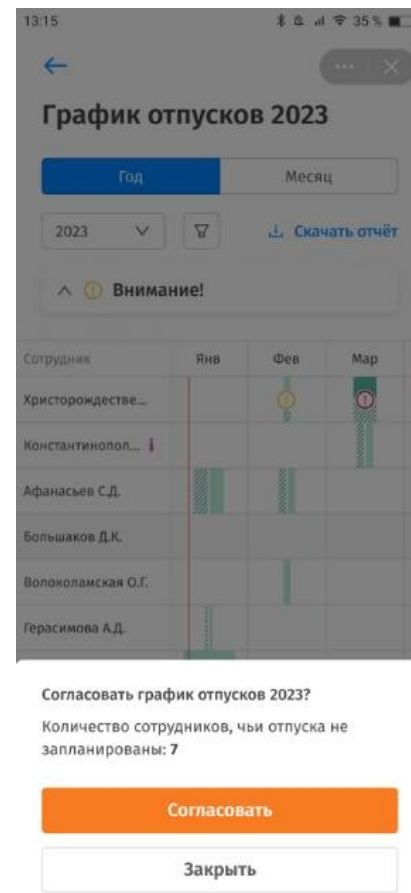 13:15
35 %
График отпусков 2023
Год Месяц
2023 Скачать отчёт
Внимание!
Сотрудник Янв Фев Мар
Христорождестве...
Константинопол...
Афанасьев С.Д.
Большаков Д.К.
Волоколамская О.Г.
Герасимова А.Д.
Согласовать график отпусков 2023?
Количество сотрудников, чьи отпуска не
запланированы: 7
Согласовать
Закрыть